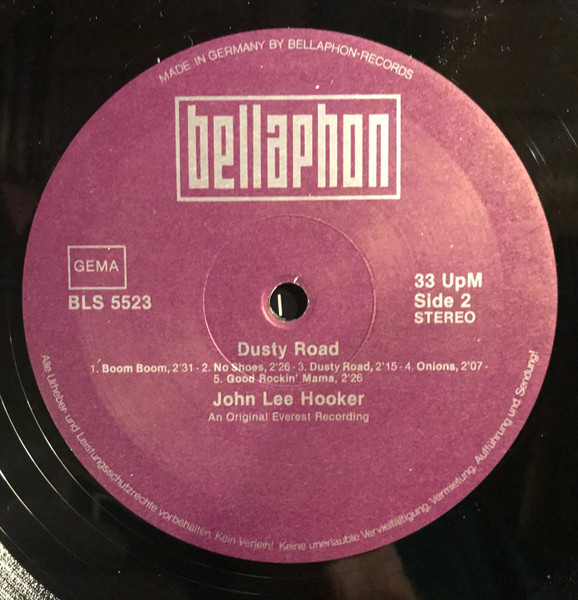 MADE IN GERMANY BY BELLAPHON-RECORDS
bellaphon
GEMA
BLS 5523
33 UpM
Side 2
STEREO
Dusty Road
1. Boom Boom, 2'31 - 2. No Shoes, 2'26 - 3. Dusty Road, 2'15 - 4. Onions, 2'07 -
5. Good Rockin' Mama, 2'26
John Lee Hooker
An Original Everest Recording
Alle Urheber- und Leistungsschutzrechte vorbehalten. Kein Verleih! Keine unerlaubte Vervielfältigung, Vermietung, Aufführung und Sendung!